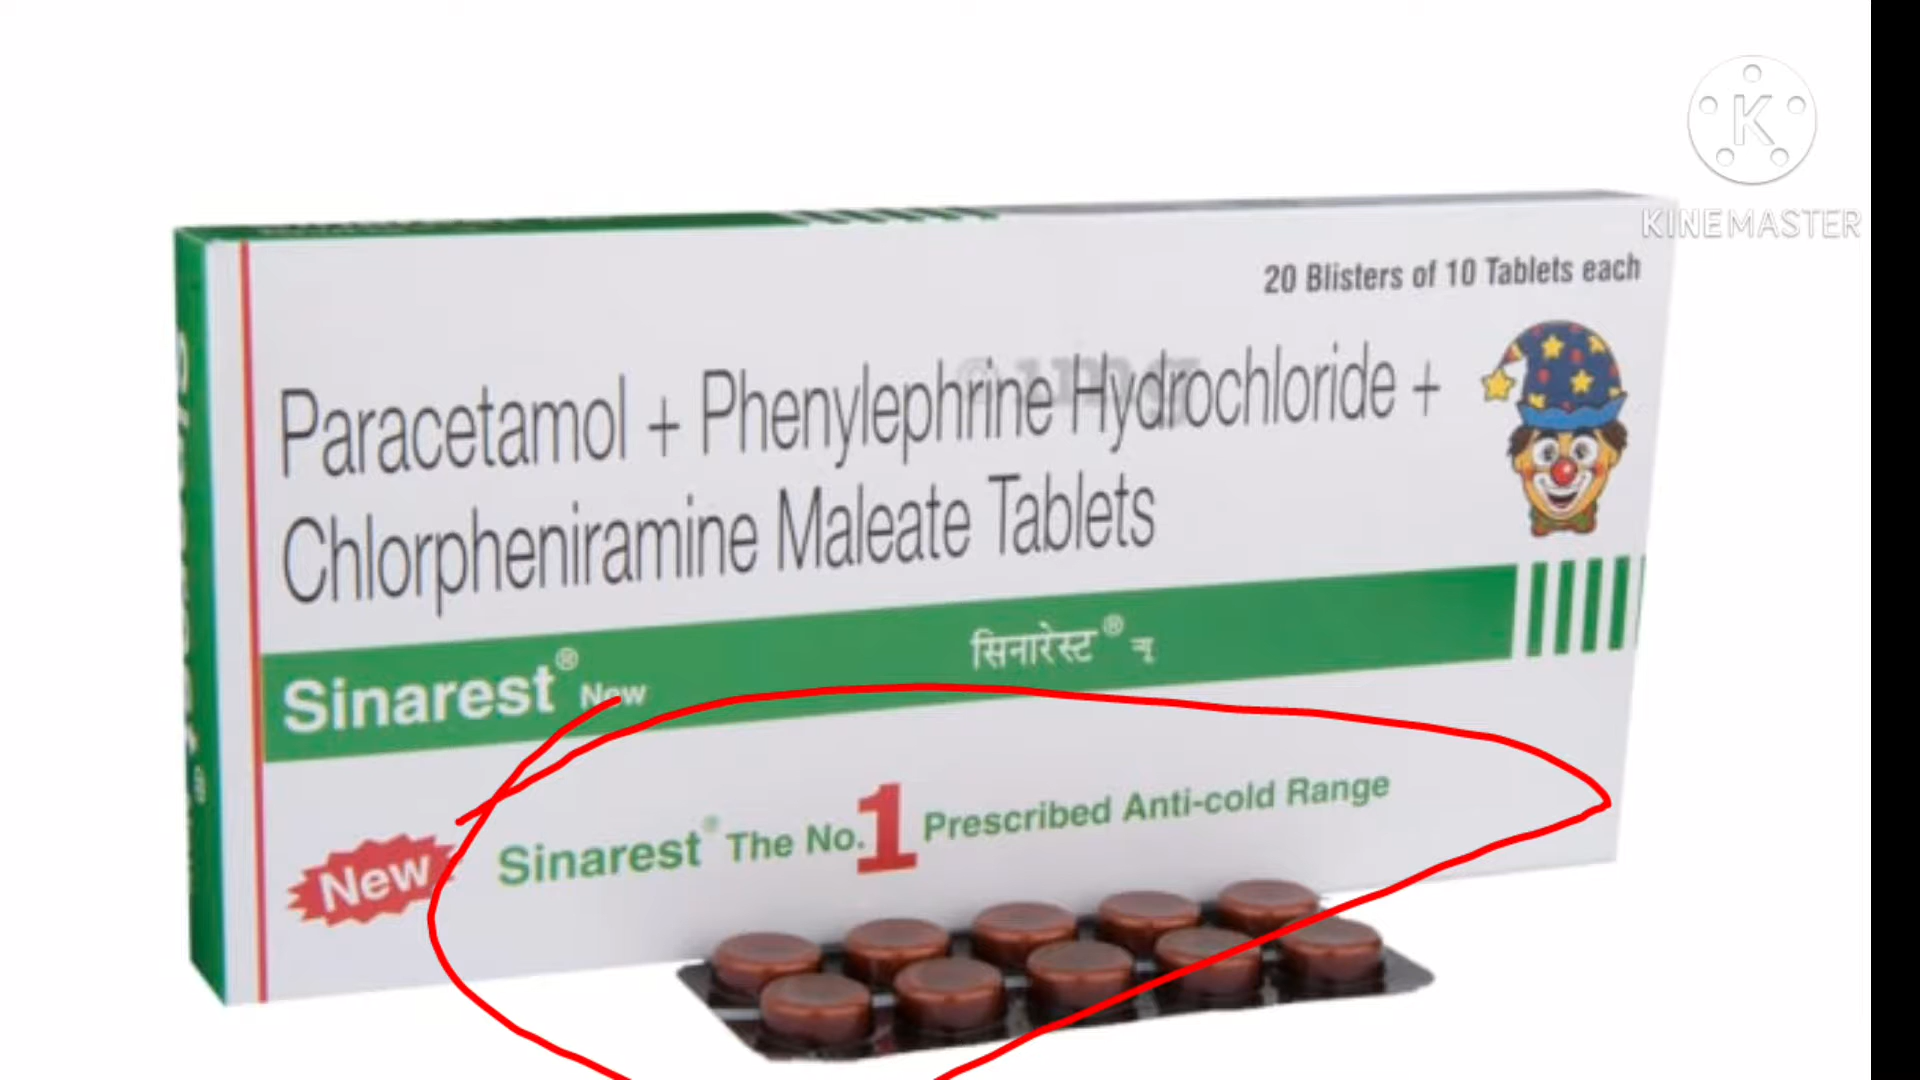 K
KINEMASTER
20 Blisters of 10 Tablets each
Paracetamol + Phenylephrine Hydrochloride +
Chlorpheniramine Maleate Tablets
1mg
Sinarest® New
सिनारेस्ट® न्यू
New
Sinarest® The No.1 Prescribed Anti-cold Range